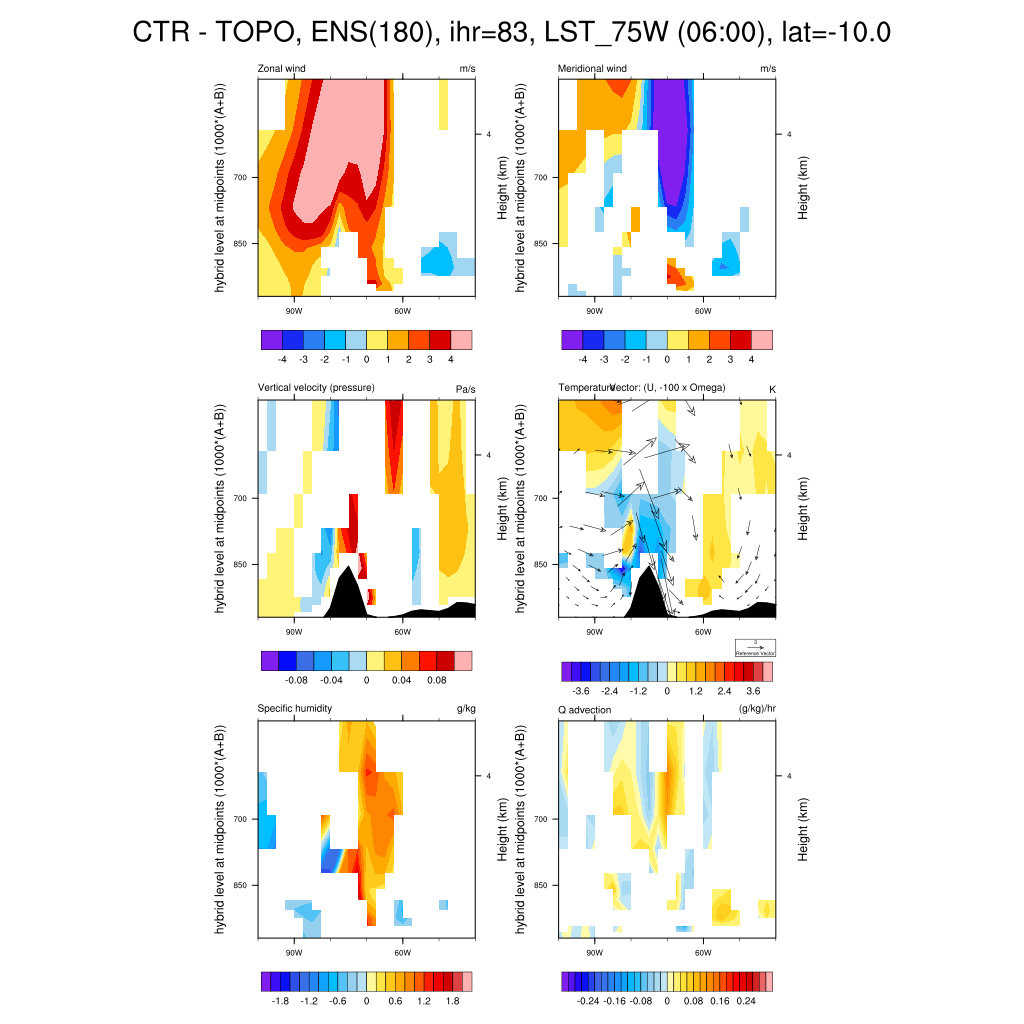 CTR - TOPO, ENS(180), ihr=83, LST_75W (06:00), lat=-10.0
Zonal wind m/s
hybrid level at midpoints (1000*(A+B))
700
850
4
Height (km)
90W 60W
-4 -3 -2 -1 0 1 2 3 4
Meridional wind m/s
hybrid level at midpoints (1000*(A+B))
700
850
4
Height (km)
90W 60W
-4 -3 -2 -1 0 1 2 3 4
Vertical velocity (pressure) Pa/s
hybrid level at midpoints (1000*(A+B))
700
850
4
Height (km)
90W 60W
-0.08 -0.04 0 0.04 0.08
Temperature Vector: (U, -100 x Omega) K
hybrid level at midpoints (1000*(A+B))
700
850
4
Height (km)
90W 60W
3
Reference Vector
-3.6 -2.4 -1.2 0 1.2 2.4 3.6
Specific humidity g/kg
hybrid level at midpoints (1000*(A+B))
700
850
4
Height (km)
90W 60W
-1.8 -1.2 -0.6 0 0.6 1.2 1.8
Q advection (g/kg)/hr
hybrid level at midpoints (1000*(A+B))
700
850
4
Height (km)
90W 60W
-0.24 -0.16 -0.08 0 0.08 0.16 0.24